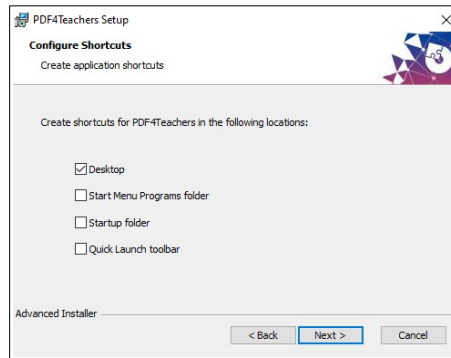 PDF4Teachers Setup
Configure Shortcuts
Create application shortcuts
Create shortcuts for PDF4Teachers in the following locations:
Desktop
Start Menu Programs folder
Startup folder
Quick Launch toolbar
Advanced Installer
< Back Next > Cancel